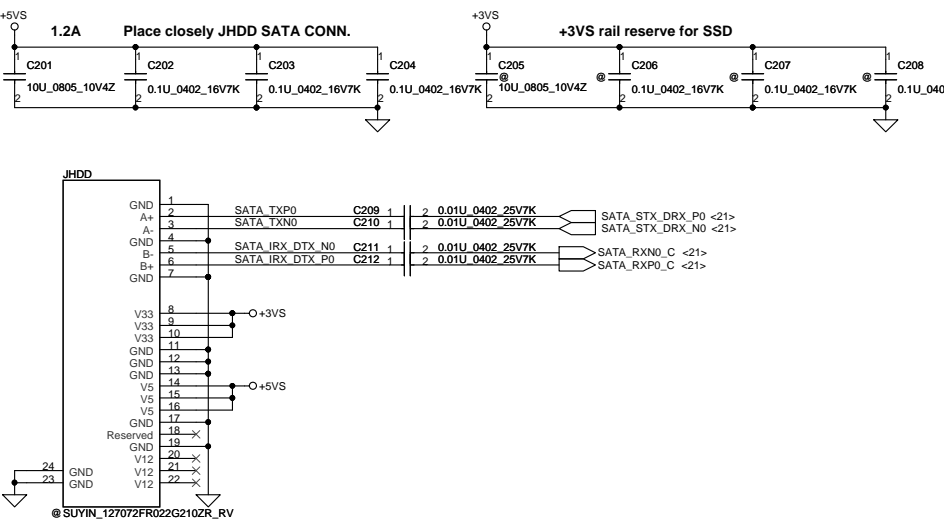 +5VS
1.2A Place closely JHDD SATA CONN.
+3VS
+3VS rail reserve for SSD
1 C201
10U_0805_10V4Z
2
1 C202
0.1U_0402_16V7K
2
1 C203
0.1U_0402_16V7K
2
1 C204
0.1U_0402_16V7K
2
1 C205
@
10U_0805_10V4Z
2
1 C206
@
0.1U_0402_16V7K
2
1 C207
@
0.1U_0402_16V7K
2
1 C208
@
0.1U_040
2
JHDD
GND 1
A+ 2 SATA_TXP0 C209 1 2 0.01U_0402_25V7K SATA_STX_DRX_P0 <21>
A- 3 SATA_TXN0 C210 1 2 0.01U_0402_25V7K SATA_STX_DRX_N0 <21>
GND 4
B- 5 SATA_IRX_DTX_N0 C211 1 2 0.01U_0402_25V7K SATA_RXN0_C <21>
B+ 6 SATA_IRX_DTX_P0 C212 1 2 0.01U_0402_25V7K SATA_RXP0_C <21>
GND 7
V33 8 +3VS
V33 9
V33 10
GND 11
GND 12
GND 13
V5 14 +5VS
V5 15
V5 16
GND 17
Reserved 18
GND 19
V12 20
24 GND V12 21
23 GND V12 22
@ SUYIN_127072FR022G210ZR_RV